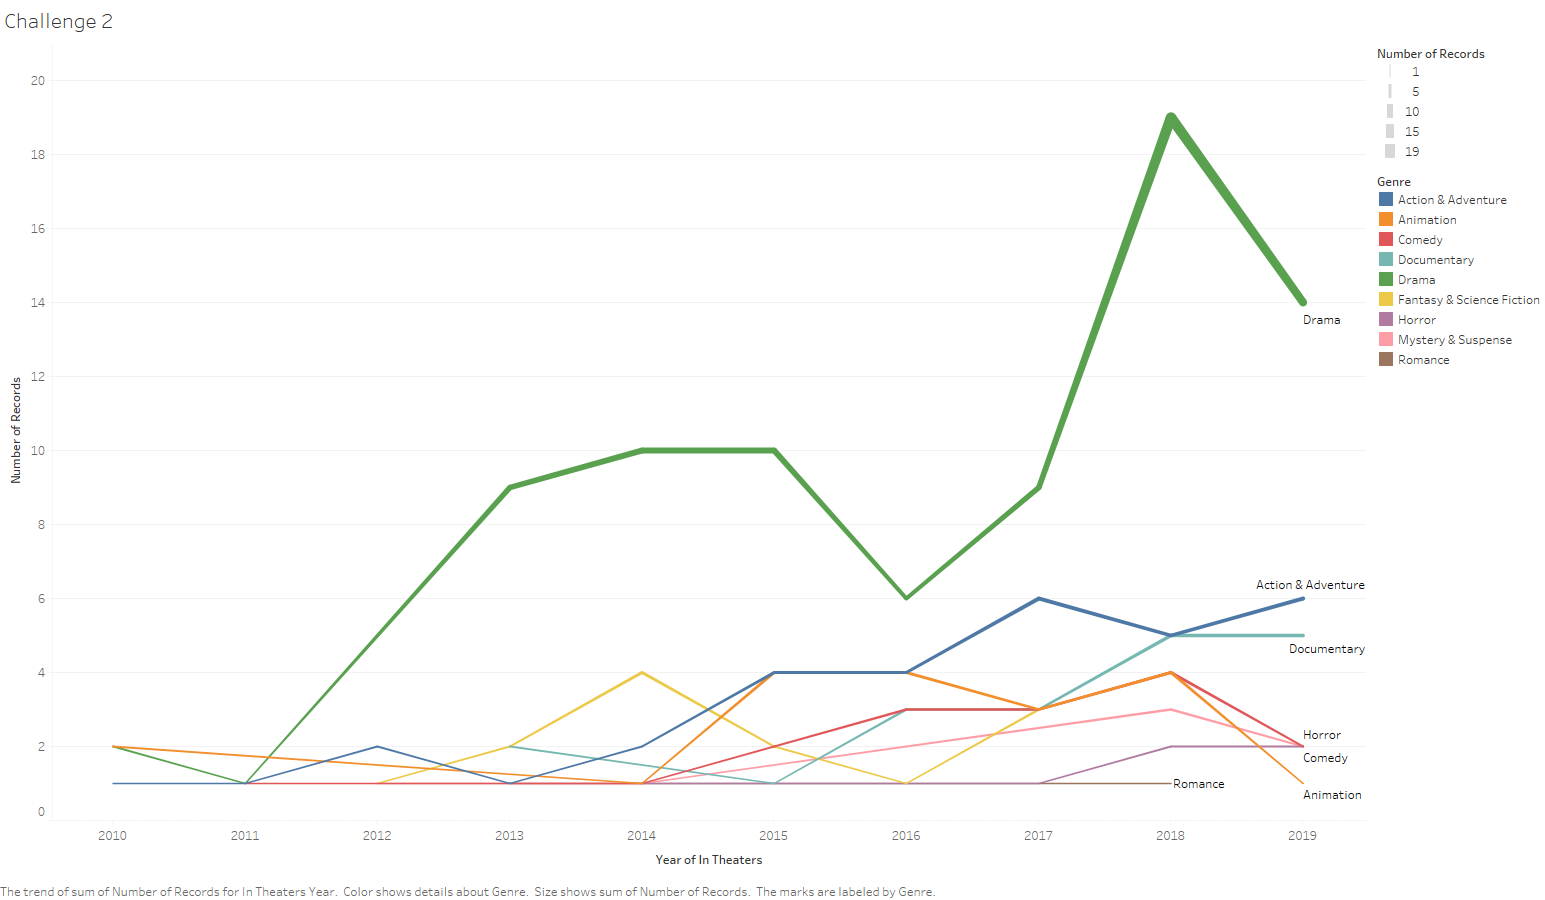 Challenge 2
20
18
16
14
12
10
8
6
4
2
0
Number of Records
Drama
Action & Adventure
Documentary
Horror
Comedy
Romance
Animation
2010 2011 2012 2013 2014 2015 2016 2017 2018 2019
Year of In Theaters
Number of Records
1
5
10
15
19
Genre
Action & Adventure
Animation
Comedy
Documentary
Drama
Fantasy & Science Fiction
Horror
Mystery & Suspense
Romance
The trend of sum of Number of Records for In Theaters Year. Color shows details about Genre. Size shows sum of Number of Records. The marks are labeled by Genre.